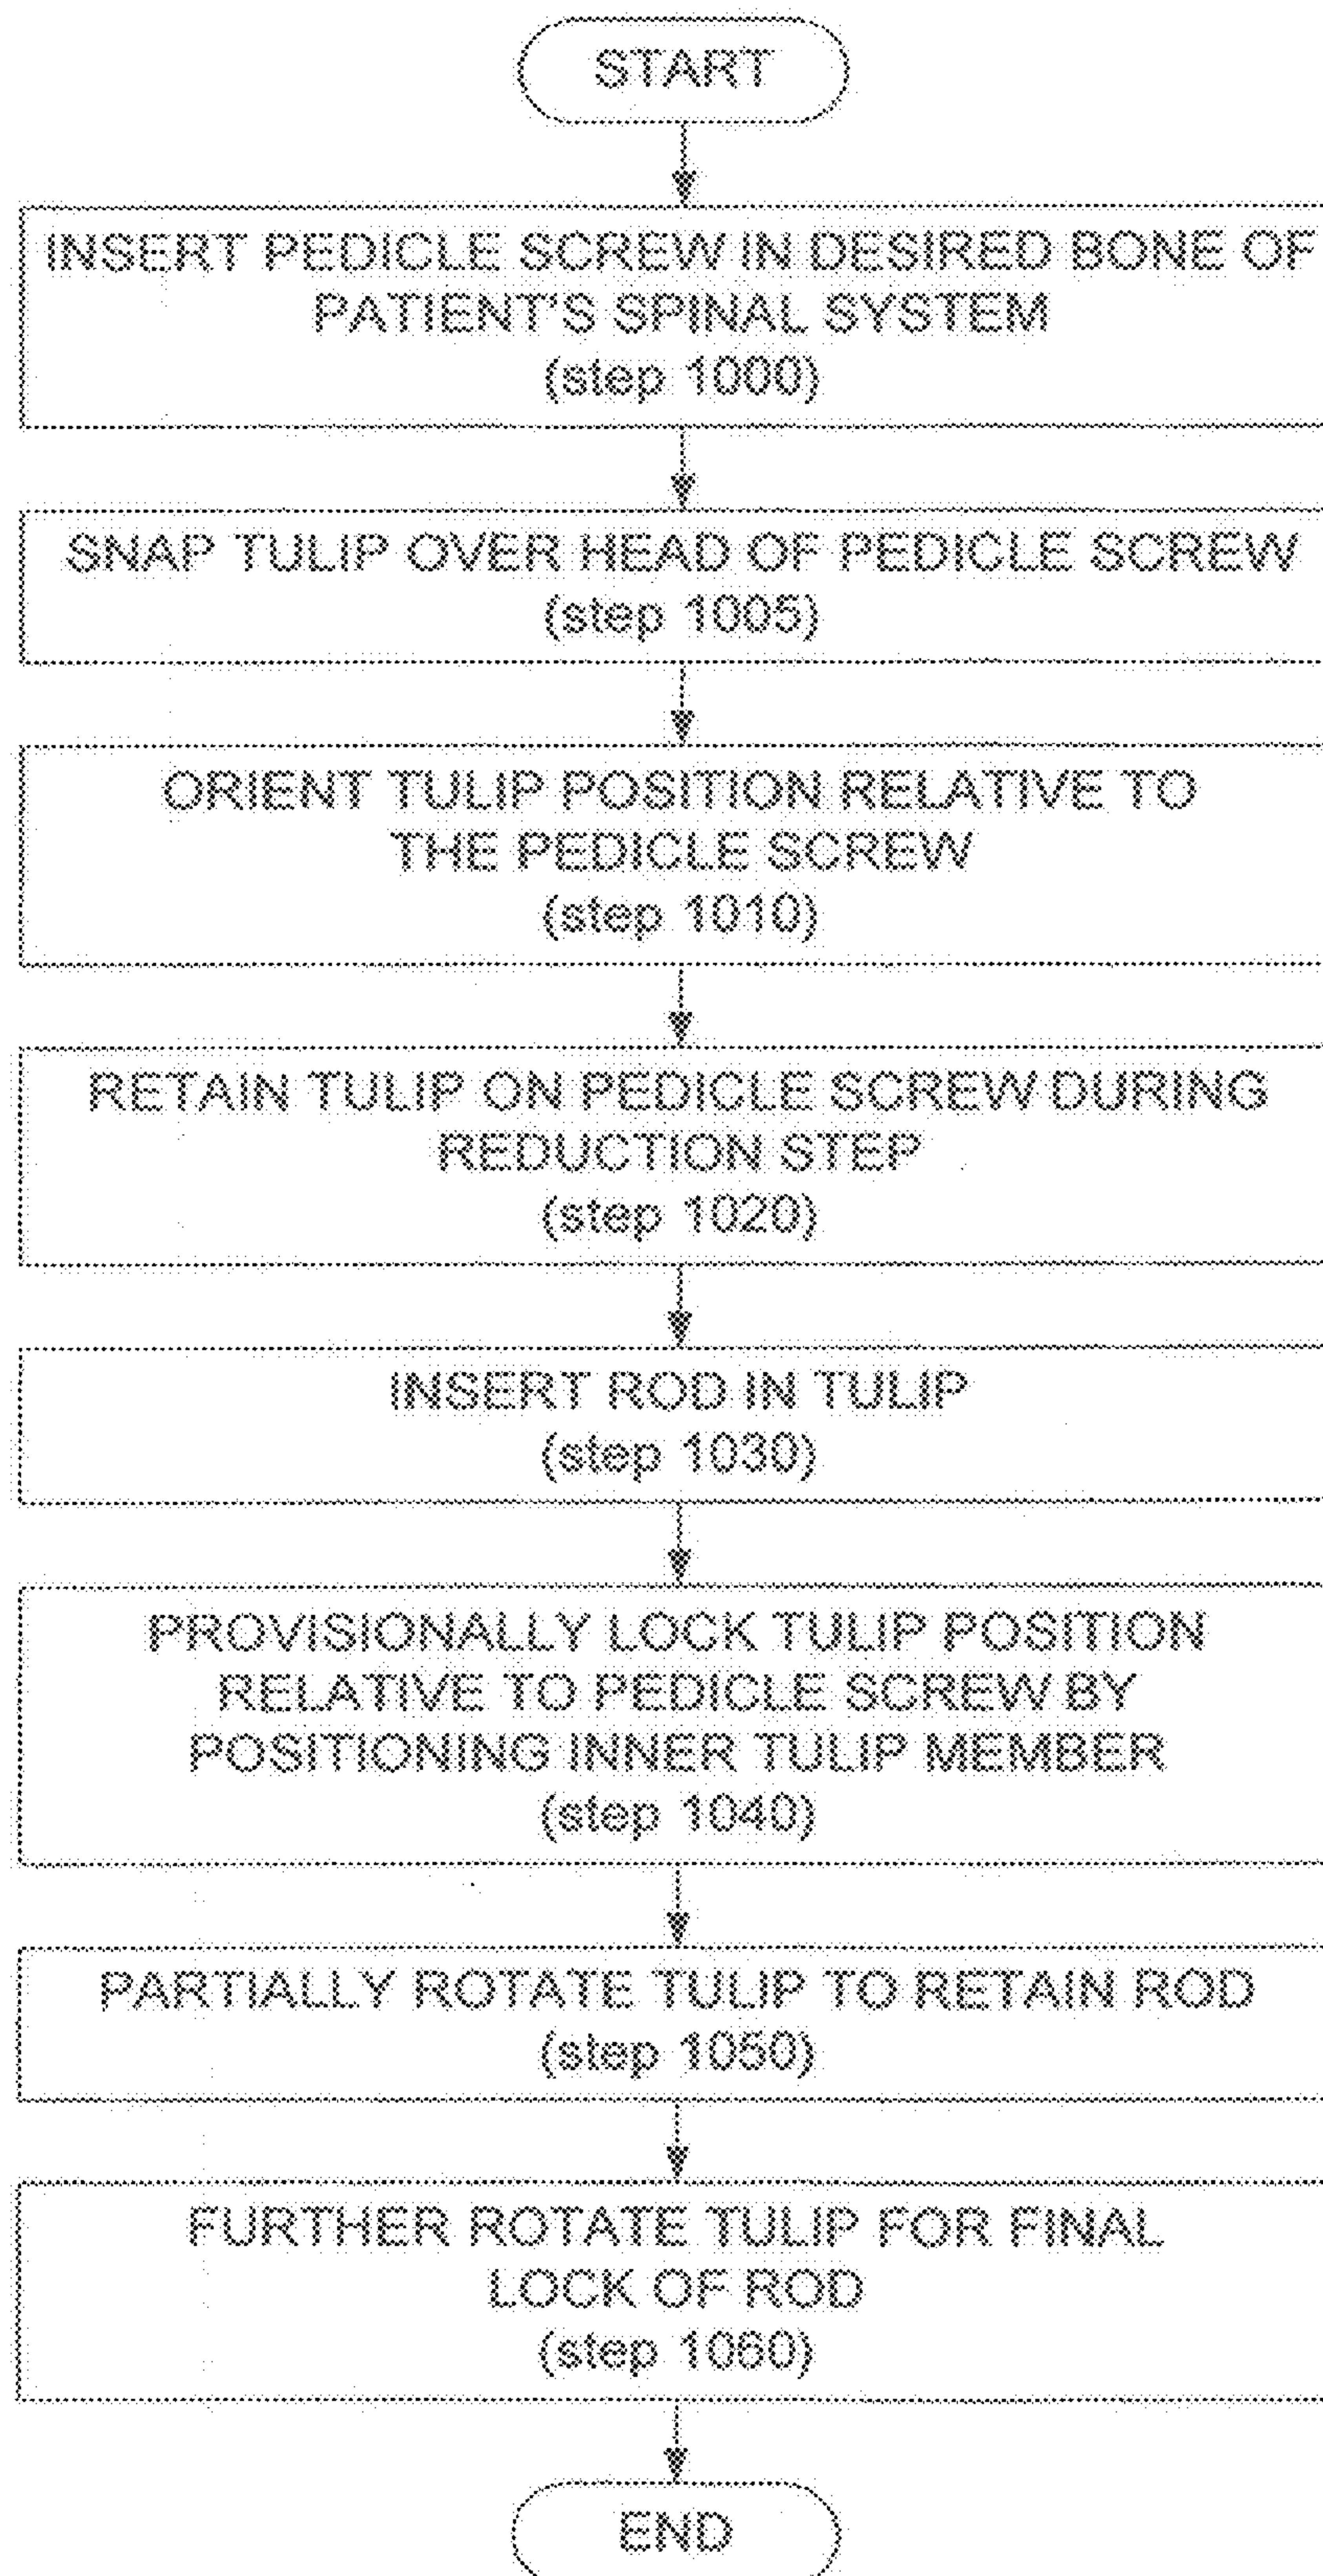 START
INSERT PEDICLE SCREW IN DESIRED BONE OF
PATIENT'S SPINAL SYSTEM
(step 1000)
SNAP TULIP OVER HEAD OF PEDICLE SCREW
(step 1005)
ORIENT TULIP POSITION RELATIVE TO
THE PEDICLE SCREW
(step 1010)
RETAIN TULIP ON PEDICLE SCREW DURING
REDUCTION STEP
(step 1020)
INSERT ROD IN TULIP
(step 1030)
PROVISIONALLY LOCK TULIP POSITION
RELATIVE TO PEDICLE SCREW BY
POSITIONING INNER TULIP MEMBER
(step 1040)
PARTIALLY ROTATE TULIP TO RETAIN ROD
(step 1050)
FURTHER ROTATE TULIP FOR FINAL
LOCK OF ROD
(step 1060)
END